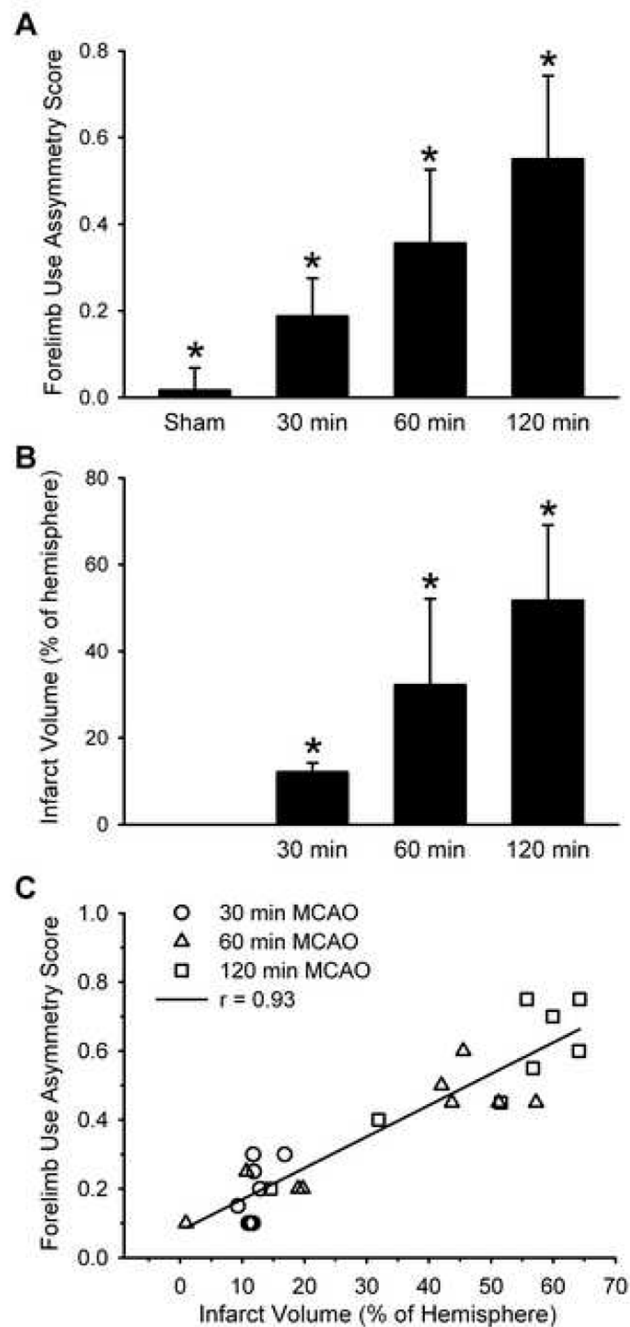 A
Forelimb Use Assymmetry Score
0.8
0.6
0.4
0.2
0.0
*
*
*
*
Sham 30 min 60 min 120 min
B
Infarct Volume (% of hemisphere)
80
60
40
20
0
*
*
*
30 min 60 min 120 min
C
Forelimb Use Asymmetry Score
1.0
0.8
0.6
0.4
0.2
0.0
30 min MCAO
60 min MCAO
120 min MCAO
r = 0.93
0 10 20 30 40 50 60 70
Infarct Volume (% of Hemisphere)